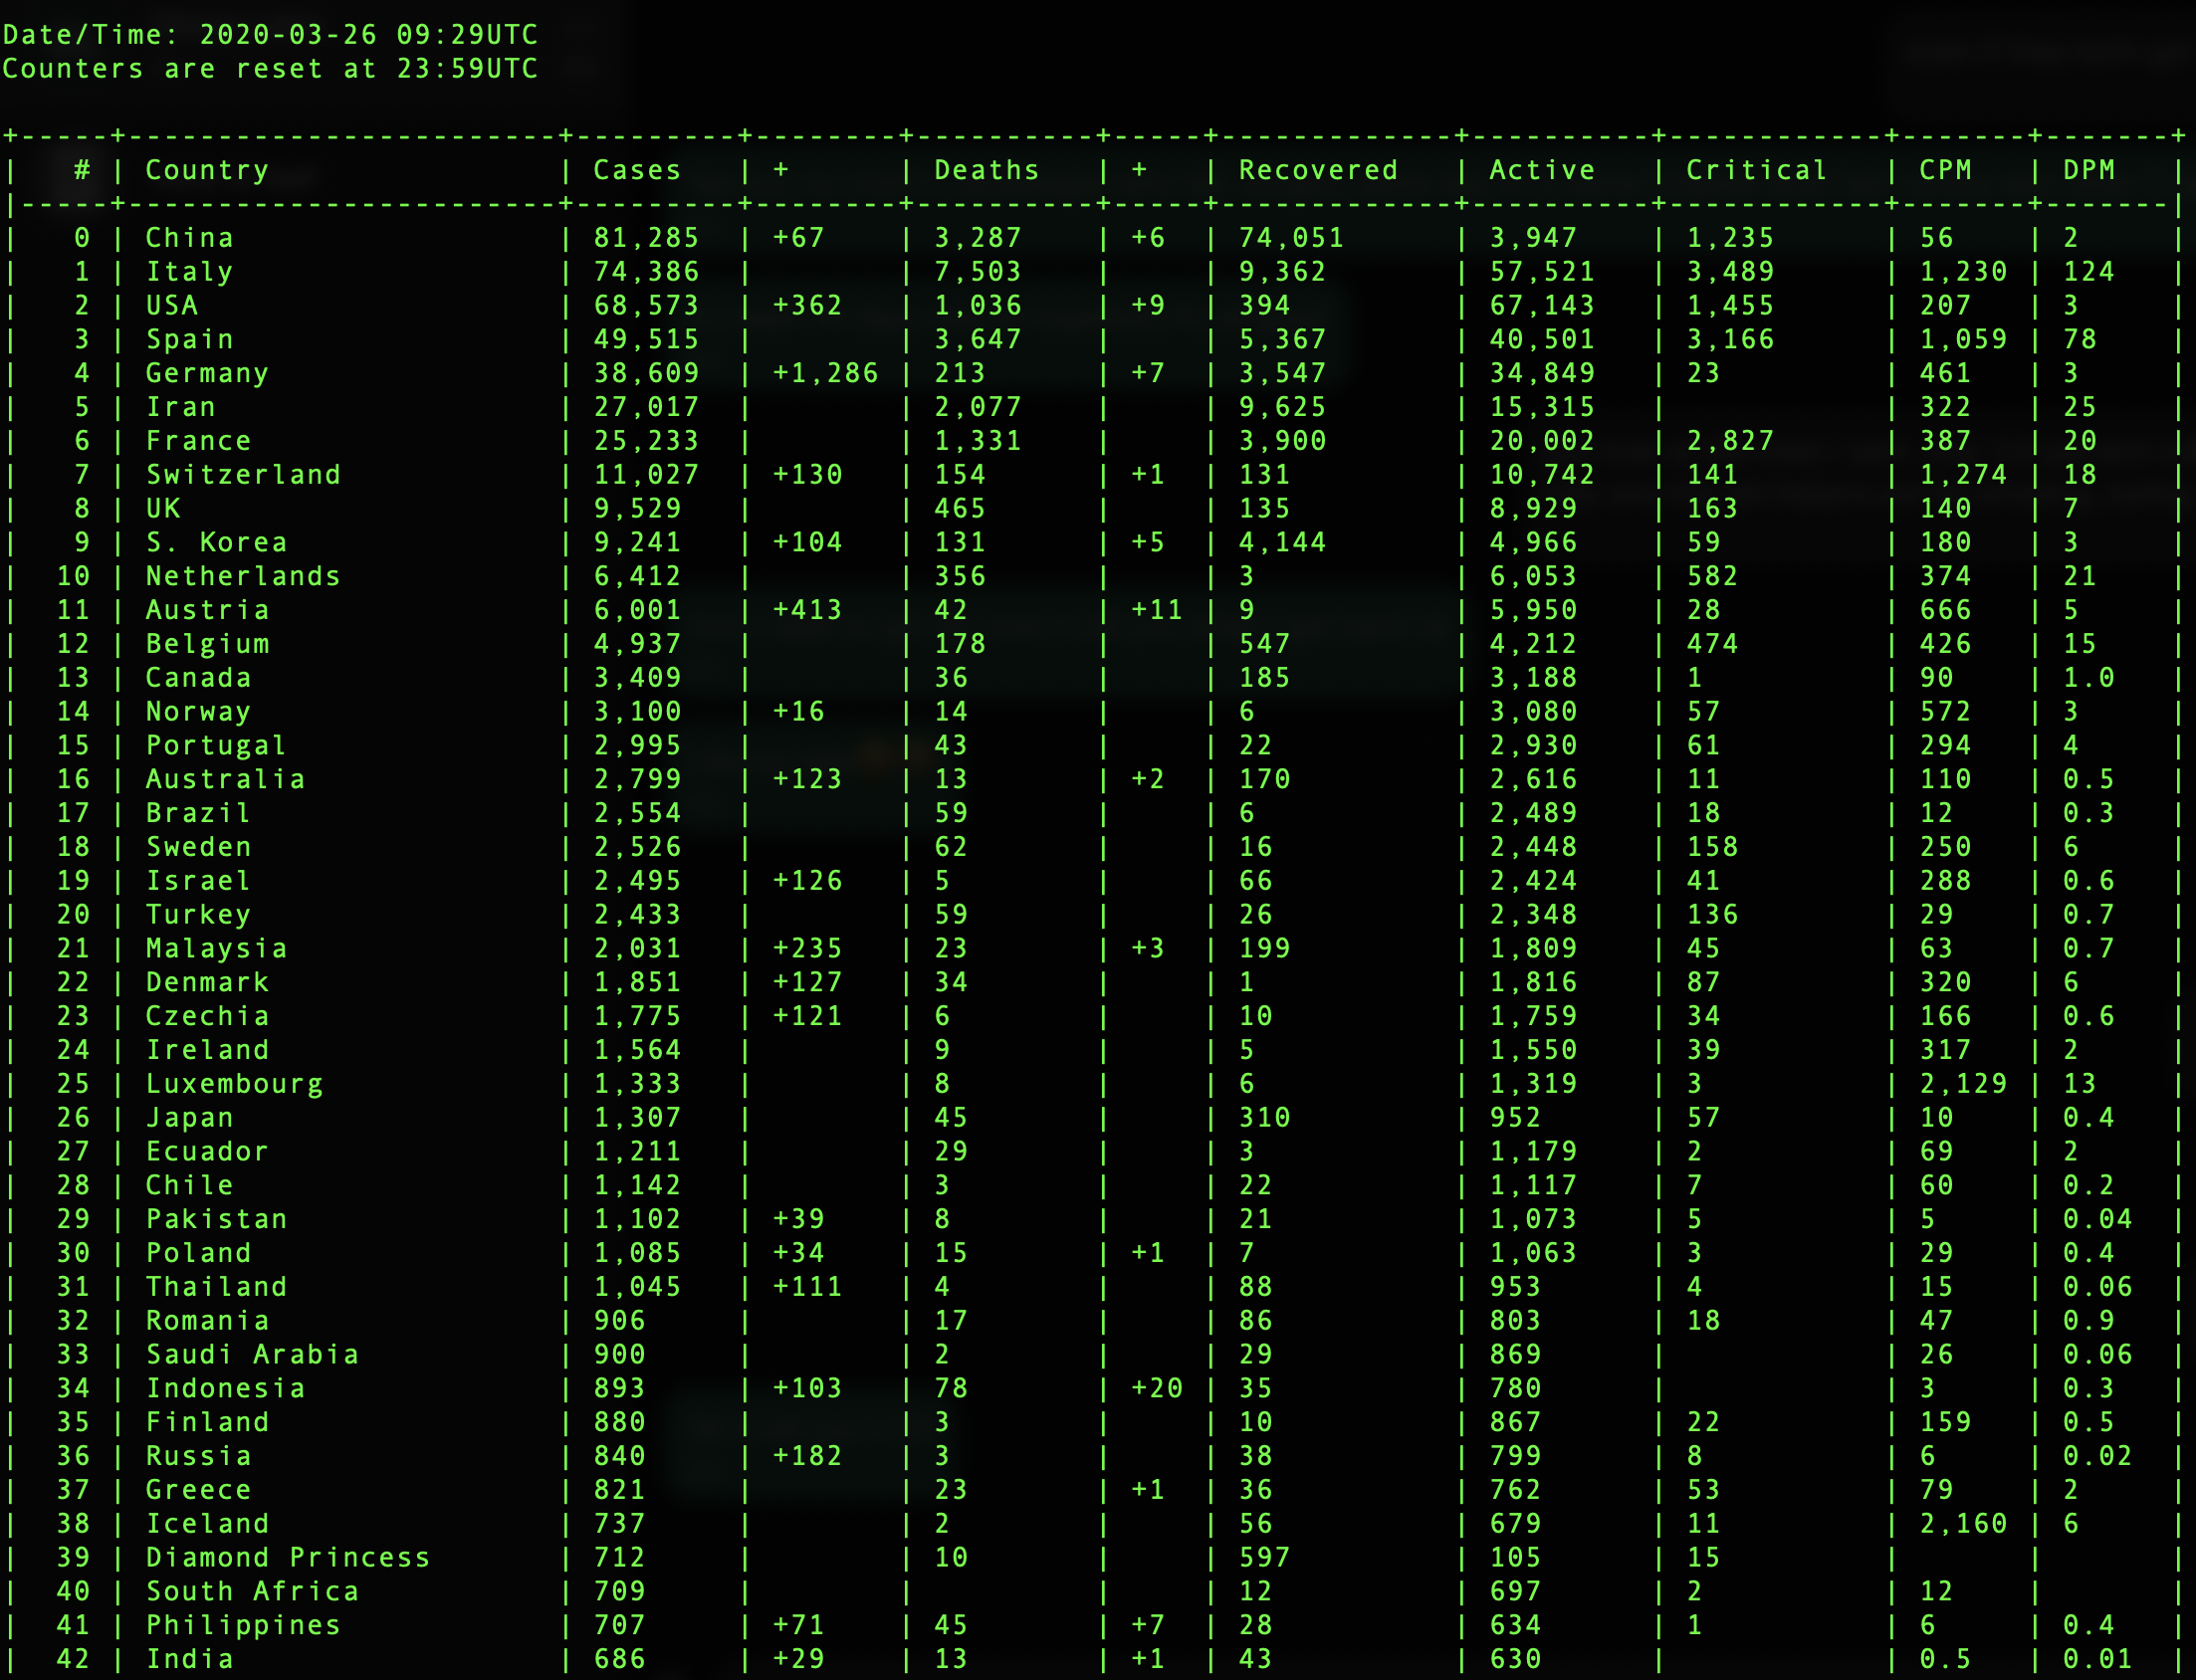 Date/Time: 2020-03-26 09:29UTC
Counters are reset at 23:59UTC
+-----+------------------------+---------+--------+----------+-----+-------------+----------+------------+-------+-------+
|   # | Country                | Cases   | +      | Deaths   | +   | Recovered   | Active   | Critical   | CPM   | DPM   |
|-----+------------------------+---------+--------+----------+-----+-------------+----------+------------+-------+-------|
|   0 | China                  | 81,285  | +67    | 3,287    | +6  | 74,051      | 3,947    | 1,235      | 56    | 2     |
|   1 | Italy                  | 74,386  |        | 7,503    |     | 9,362       | 57,521   | 3,489      | 1,230 | 124   |
|   2 | USA                    | 68,573  | +362   | 1,036    | +9  | 394         | 67,143   | 1,455      | 207   | 3     |
|   3 | Spain                  | 49,515  |        | 3,647    |     | 5,367       | 40,501   | 3,166      | 1,059 | 78    |
|   4 | Germany                | 38,609  | +1,286 | 213      | +7  | 3,547       | 34,849   | 23         | 461   | 3     |
|   5 | Iran                   | 27,017  |        | 2,077    |     | 9,625       | 15,315   |            | 322   | 25    |
|   6 | France                 | 25,233  |        | 1,331    |     | 3,900       | 20,002   | 2,827      | 387   | 20    |
|   7 | Switzerland            | 11,027  | +130   | 154      | +1  | 131         | 10,742   | 141        | 1,274 | 18    |
|   8 | UK                     | 9,529   |        | 465      |     | 135         | 8,929    | 163        | 140   | 7     |
|   9 | S. Korea               | 9,241   | +104   | 131      | +5  | 4,144       | 4,966    | 59         | 180   | 3     |
|  10 | Netherlands            | 6,412   |        | 356      |     | 3           | 6,053    | 582        | 374   | 21    |
|  11 | Austria                | 6,001   | +413   | 42       | +11 | 9           | 5,950    | 28         | 666   | 5     |
|  12 | Belgium                | 4,937   |        | 178      |     | 547         | 4,212    | 474        | 426   | 15    |
|  13 | Canada                 | 3,409   |        | 36       |     | 185         | 3,188    | 1          | 90    | 1.0   |
|  14 | Norway                 | 3,100   | +16    | 14       |     | 6           | 3,080    | 57         | 572   | 3     |
|  15 | Portugal               | 2,995   |        | 43       |     | 22          | 2,930    | 61         | 294   | 4     |
|  16 | Australia              | 2,799   | +123   | 13       | +2  | 170         | 2,616    | 11         | 110   | 0.5   |
|  17 | Brazil                 | 2,554   |        | 59       |     | 6           | 2,489    | 18         | 12    | 0.3   |
|  18 | Sweden                 | 2,526   |        | 62       |     | 16          | 2,448    | 158        | 250   | 6     |
|  19 | Israel                 | 2,495   | +126   | 5        |     | 66          | 2,424    | 41         | 288   | 0.6   |
|  20 | Turkey                 | 2,433   |        | 59       |     | 26          | 2,348    | 136        | 29    | 0.7   |
|  21 | Malaysia               | 2,031   | +235   | 23       | +3  | 199         | 1,809    | 45         | 63    | 0.7   |
|  22 | Denmark                | 1,851   | +127   | 34       |     | 1           | 1,816    | 87         | 320   | 6     |
|  23 | Czechia                | 1,775   | +121   | 6        |     | 10          | 1,759    | 34         | 166   | 0.6   |
|  24 | Ireland                | 1,564   |        | 9        |     | 5           | 1,550    | 39         | 317   | 2     |
|  25 | Luxembourg             | 1,333   |        | 8        |     | 6           | 1,319    | 3          | 2,129 | 13    |
|  26 | Japan                  | 1,307   |        | 45       |     | 310         | 952      | 57         | 10    | 0.4   |
|  27 | Ecuador                | 1,211   |        | 29       |     | 3           | 1,179    | 2          | 69    | 2     |
|  28 | Chile                  | 1,142   |        | 3        |     | 22          | 1,117    | 7          | 60    | 0.2   |
|  29 | Pakistan               | 1,102   | +39    | 8        |     | 21          | 1,073    | 5          | 5     | 0.04  |
|  30 | Poland                 | 1,085   | +34    | 15       | +1  | 7           | 1,063    | 3          | 29    | 0.4   |
|  31 | Thailand               | 1,045   | +111   | 4        |     | 88          | 953      | 4          | 15    | 0.06  |
|  32 | Romania                | 906     |        | 17       |     | 86          | 803      | 18         | 47    | 0.9   |
|  33 | Saudi Arabia           | 900     |        | 2        |     | 29          | 869      |            | 26    | 0.06  |
|  34 | Indonesia              | 893     | +103   | 78       | +20 | 35          | 780      |            | 3     | 0.3   |
|  35 | Finland                | 880     |        | 3        |     | 10          | 867      | 22         | 159   | 0.5   |
|  36 | Russia                 | 840     | +182   | 3        |     | 38          | 799      | 8          | 6     | 0.02  |
|  37 | Greece                 | 821     |        | 23       | +1  | 36          | 762      | 53         | 79    | 2     |
|  38 | Iceland                | 737     |        | 2        |     | 56          | 679      | 11         | 2,160 | 6     |
|  39 | Diamond Princess       | 712     |        | 10       |     | 597         | 105      | 15         |       |       |
|  40 | South Africa           | 709     |        |          |     | 12          | 697      | 2          | 12    |       |
|  41 | Philippines            | 707     | +71    | 45       | +7  | 28          | 634      | 1          | 6     | 0.4   |
|  42 | India                  | 686     | +29    | 13       | +1  | 43          | 630      |            | 0.5   | 0.01  |